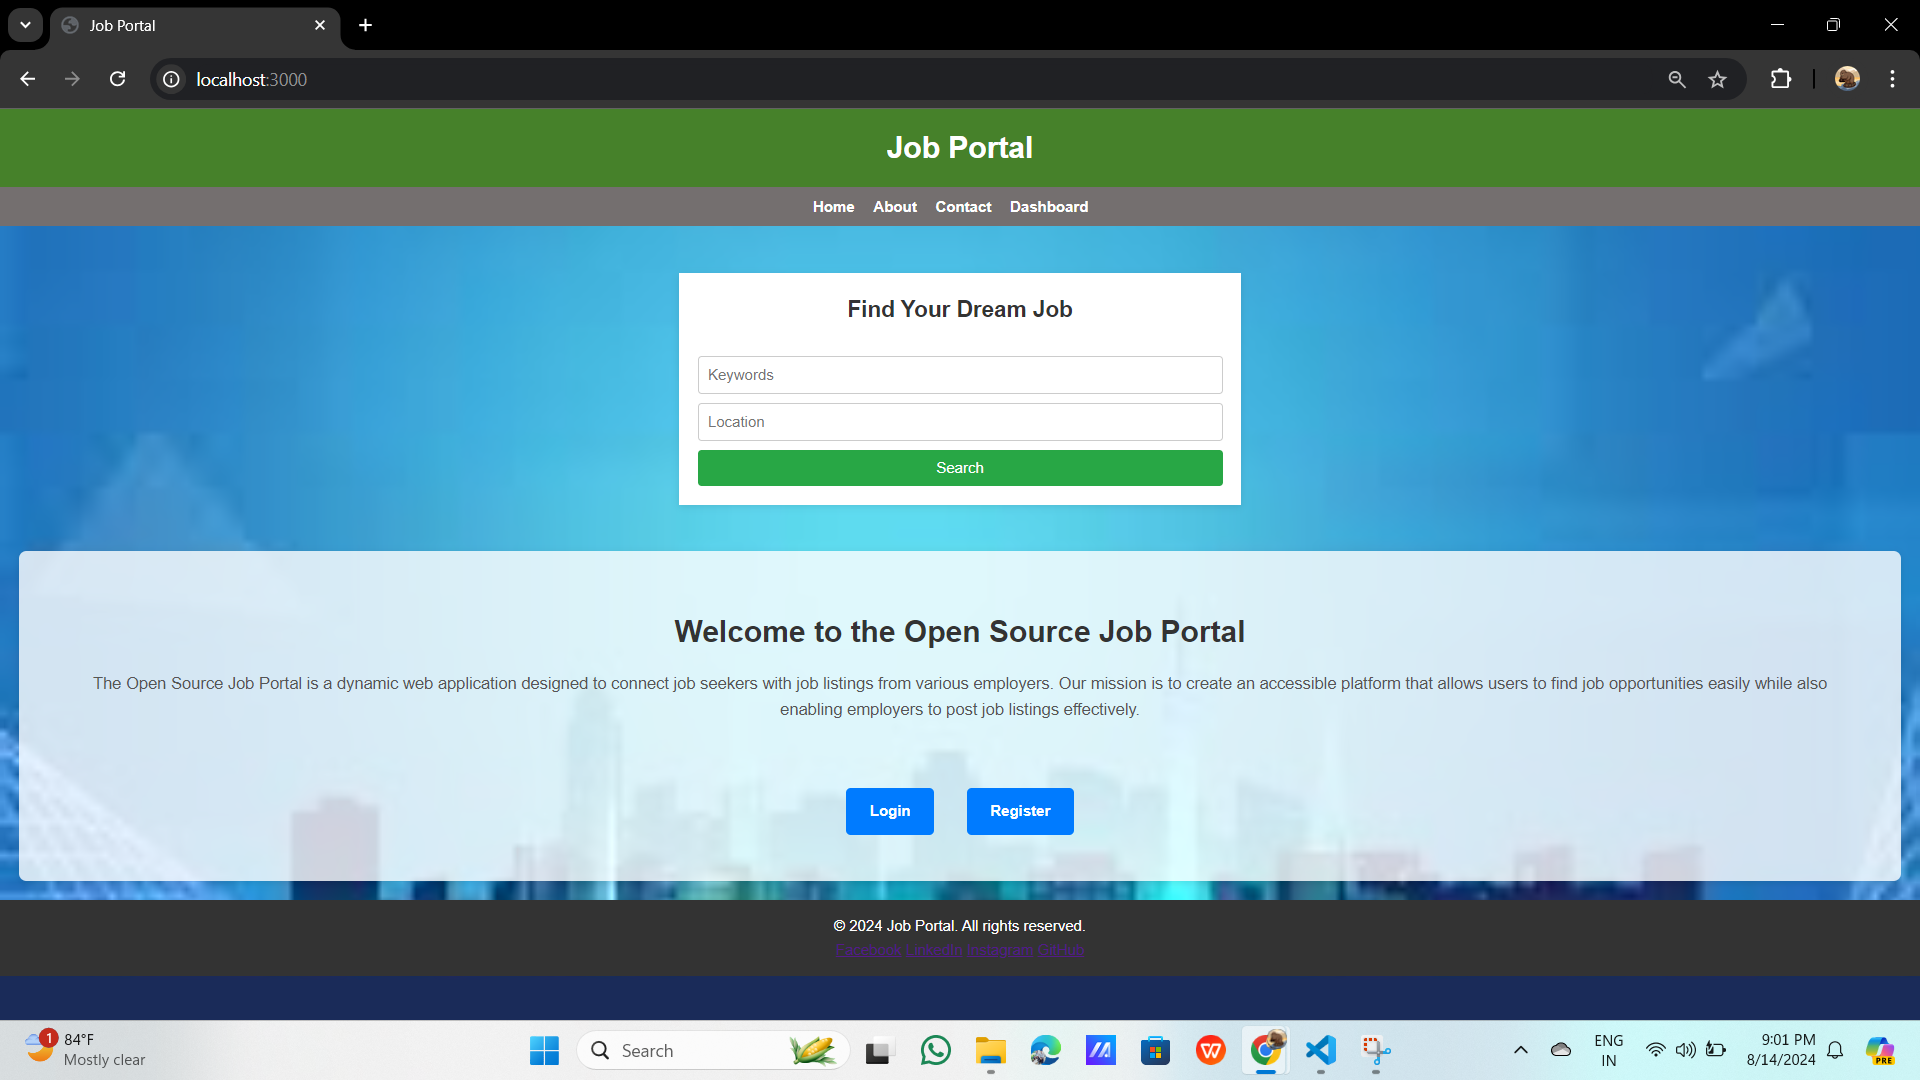 Job Portal
localhost:3000
Job Portal
Home About Contact Dashboard
Find Your Dream Job
Keywords
Location
Search
Welcome to the Open Source Job Portal
The Open Source Job Portal is a dynamic web application designed to connect job seekers with job listings from various employers. Our mission is to create an accessible platform that allows users to find job opportunities easily while also
enabling employers to post job listings effectively.
Login Register
© 2024 Job Portal. All rights reserved.
Facebook LinkedIn Instagram GitHub
1 84°F
Mostly clear
Search
ENG
IN
9:01 PM
8/14/2024
PRE